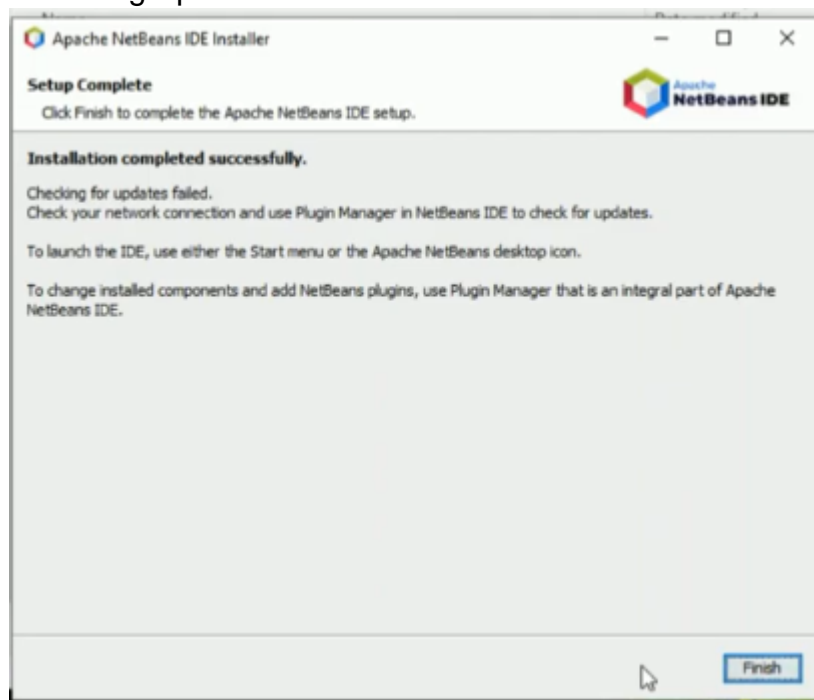 Apache NetBeans IDE Installer
Setup Complete
Click Finish to complete the Apache NetBeans IDE setup.
Apache
NetBeans IDE
Installation completed successfully.
Checking for updates failed.
Check your network connection and use Plugin Manager in NetBeans IDE to check for updates.
To launch the IDE, use either the Start menu or the Apache NetBeans desktop icon.
To change installed components and add NetBeans plugins, use Plugin Manager that is an integral part of Apache
NetBeans IDE.
Finish